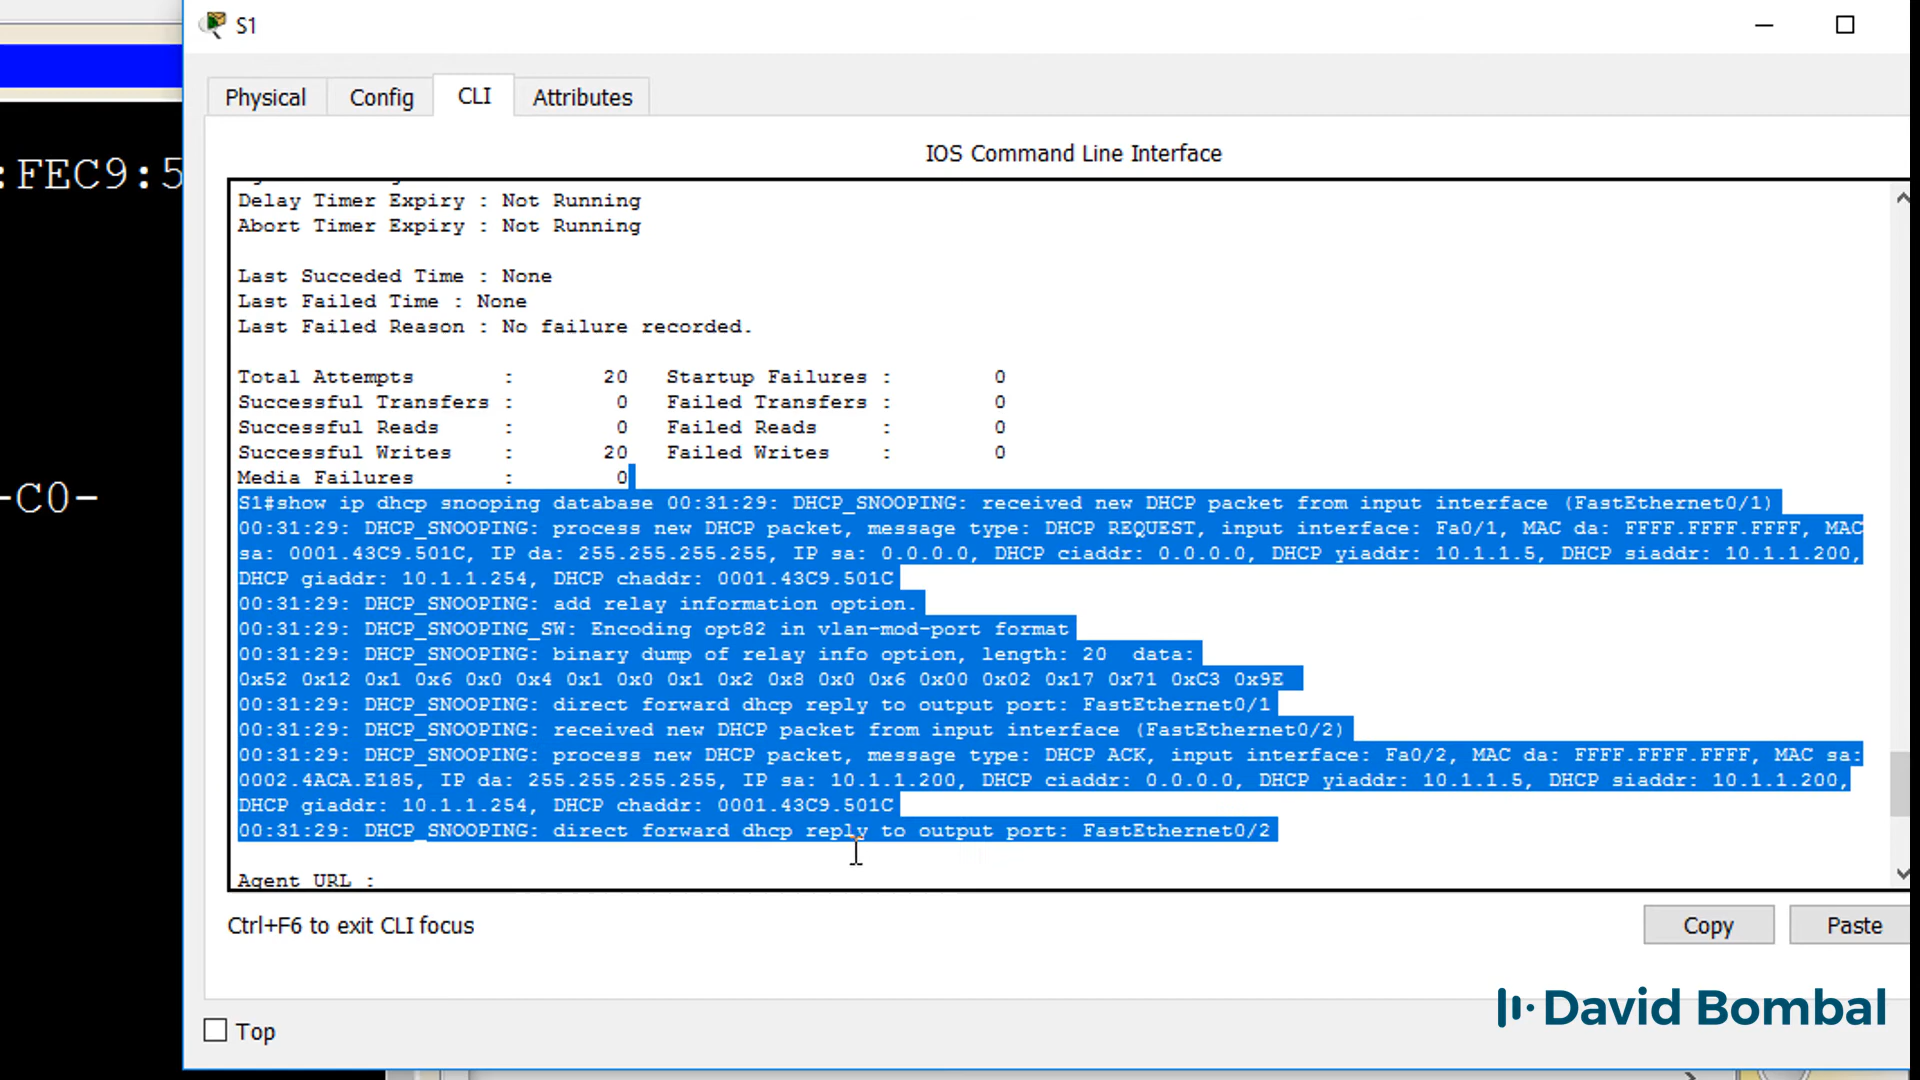 S1
Physical
Config
CLI
Attributes
IOS Command Line Interface
:FEC9:5
-C0-
Delay Timer Expiry : Not Running
Abort Timer Expiry : Not Running
Last Succeded Time : None
Last Failed Time : None
Last Failed Reason : No failure recorded.
Total Attempts : 20 Startup Failures : 0
Successful Transfers : 0 Failed Transfers : 0
Successful Reads : 0 Failed Reads : 0
Successful Writes : 20 Failed Writes : 0
Media Failures : 0
S1#show ip dhcp snooping database 00:31:29: DHCP_SNOOPING: received new DHCP packet from input interface (FastEthernet0/1)
00:31:29: DHCP_SNOOPING: process new DHCP packet, message type: DHCP REQUEST, input interface: Fa0/1, MAC da: FFFF.FFFF.FFFF, MAC
sa: 0001.43C9.501C, IP da: 255.255.255.255, IP sa: 0.0.0.0, DHCP ciaddr: 0.0.0.0, DHCP yiaddr: 10.1.1.5, DHCP siaddr: 10.1.1.200,
DHCP giaddr: 10.1.1.254, DHCP chaddr: 0001.43C9.501C
00:31:29: DHCP_SNOOPING: add relay information option.
00:31:29: DHCP_SNOOPING_SW: Encoding opt82 in vlan-mod-port format
00:31:29: DHCP_SNOOPING: binary dump of relay info option, length: 20 data:
0x52 0x12 0x1 0x6 0x0 0x4 0x1 0x0 0x1 0x2 0x8 0x0 0x6 0x00 0x02 0x17 0x71 0xC3 0x9E
00:31:29: DHCP_SNOOPING: direct forward dhcp reply to output port: FastEthernet0/1
00:31:29: DHCP_SNOOPING: received new DHCP packet from input interface (FastEthernet0/2)
00:31:29: DHCP_SNOOPING: process new DHCP packet, message type: DHCP ACK, input interface: Fa0/2, MAC da: FFFF.FFFF.FFFF, MAC sa:
0002.4ACA.E185, IP da: 255.255.255.255, IP sa: 10.1.1.200, DHCP ciaddr: 0.0.0.0, DHCP yiaddr: 10.1.1.5, DHCP siaddr: 10.1.1.200,
DHCP giaddr: 10.1.1.254, DHCP chaddr: 0001.43C9.501C
00:31:29: DHCP_SNOOPING: direct forward dhcp reply to output port: FastEthernet0/2
Agent URL :
Ctrl+F6 to exit CLI focus
Copy
Paste
Top
David Bombal